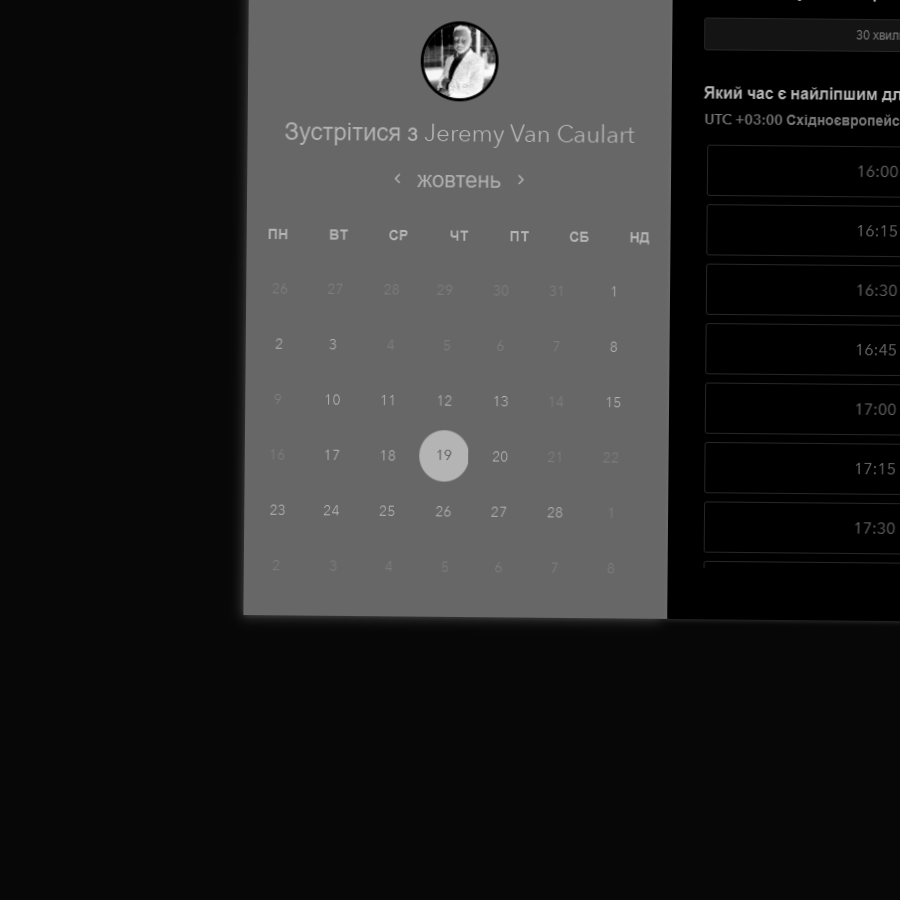 Зустрітися з Jeremy Van Caulart
< жовтень >
ПН ВТ СР ЧТ ПТ СБ НД
26 27 28 29 30 31 1
2 3 4 5 6 7 8
9 10 11 12 13 14 15
16 17 18 19 20 21 22
23 24 25 26 27 28 1
2 3 4 5 6 7 8
30 хвил
Який час є найліпшим дл
UTC +03:00 Східноєвропейс
16:00
16:15
16:30
16:45
17:00
17:15
17:30